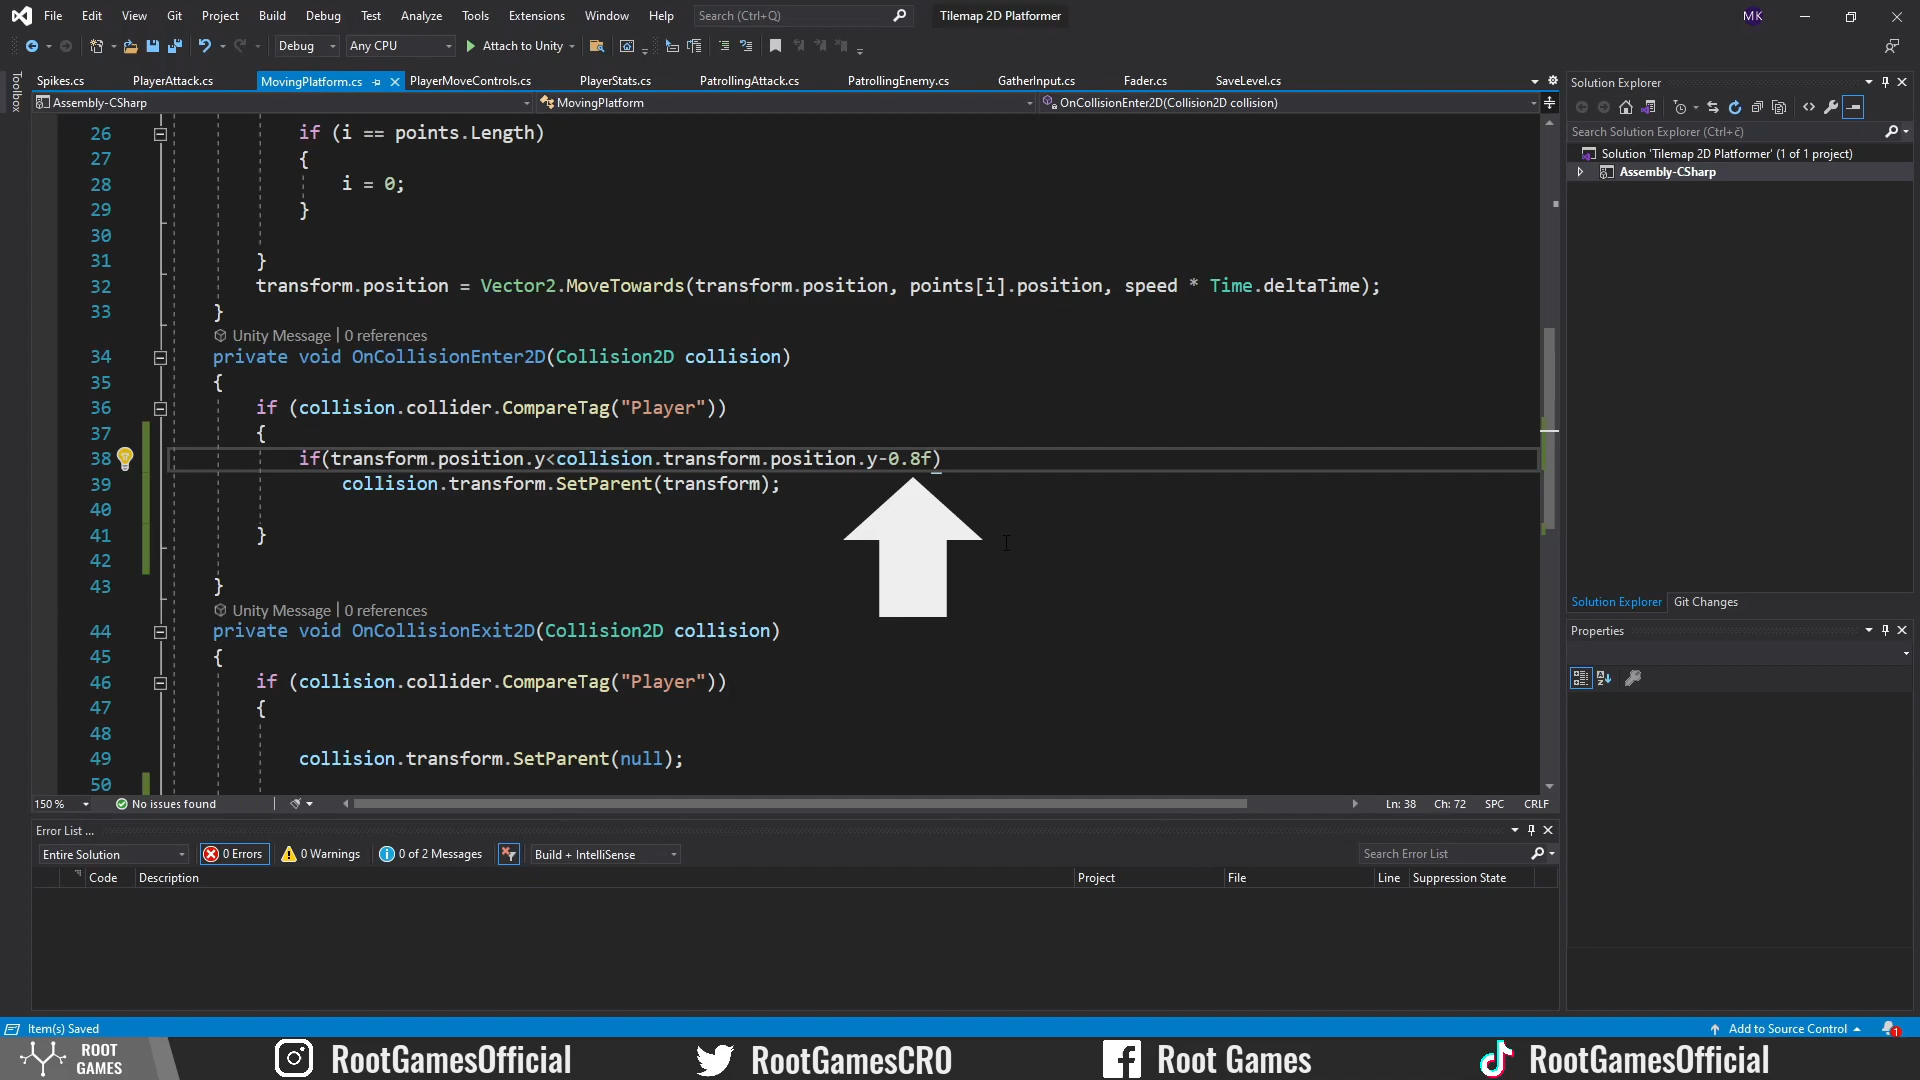 File Edit View Git Project Build Debug Test Analyze Tools Extensions Window Help Search (Ctrl+Q) Tilemap 2D Platformer MK
Debug Any CPU Attach to Unity
Toolbox
Spikes.cs PlayerAttack.cs MovingPlatform.cs PlayerMoveControls.cs PlayerStats.cs PatrollingAttack.cs PatrollingEnemy.cs GatherInput.cs Fader.cs SaveLevel.cs
Assembly-CSharp MovingPlatform OnCollisionEnter2D(Collision2D collision)
26 if (i == points.Length)
27 {
28 i = 0;
29 }
30
31 }
32 transform.position = Vector2.MoveTowards(transform.position, points[i].position, speed * Time.deltaTime);
33 }
Unity Message | 0 references
34 private void OnCollisionEnter2D(Collision2D collision)
35 {
36 if (collision.collider.CompareTag("Player"))
37 {
38 if(transform.position.y<collision.transform.position.y-0.8f)
39 collision.transform.SetParent(transform);
40
41 }
42
43 }
Unity Message | 0 references
44 private void OnCollisionExit2D(Collision2D collision)
45 {
46 if (collision.collider.CompareTag("Player"))
47 {
48
49 collision.transform.SetParent(null);
50
150 % No issues found Ln: 38 Ch: 72 SPC CRLF
Error List ...
Entire Solution 0 Errors 0 Warnings 0 of 2 Messages Build + IntelliSense Search Error List
Code Description Project File Line Suppression State
Solution Explorer
Search Solution Explorer (Ctrl+č)
Solution 'Tilemap 2D Platformer' (1 of 1 project)
Assembly-CSharp
Solution Explorer Git Changes
Properties
Item(s) Saved Add to Source Control 1
ROOT
GAMES
RootGamesOfficial RootGamesCRO Root Games RootGamesOfficial